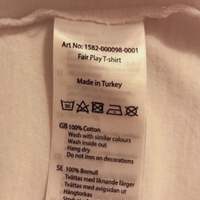 Art No: 1582-000098-0001
Fair Play T-shirt
Made in Turkey
GB 100% Cotton
Wash with similar colours
Wash inside out
Hang dry
Do not iron on decorations
SE 100% Bomull
Tvättas med liknande färger
Tvättas med avigsidan ut
Hängtorkas